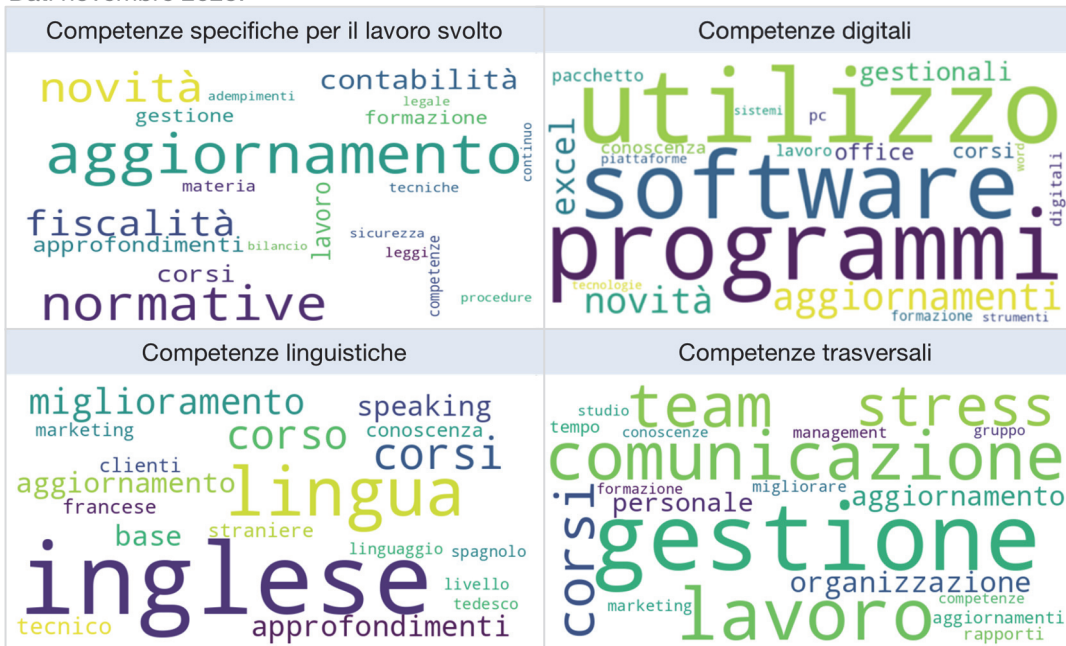 Competenze specifiche per il lavoro svolto
novità
adempimenti
contabilità
legale
gestione
formazione
aggiornamento
continuo
materia
lavoro
tecniche
fiscalità
approfondimenti
bilancio
sicurezza
leggi
competenze
corsi
normative
procedure
Competenze digitali
pacchetto
utilizzo
gestionali
sistemi
pc
excel
conoscenza
piattaforme
lavoro
office
corsi
word
digitali
software
programmi
tecnologie
novità
aggiornamenti
formazione
strumenti
Competenze linguistiche
miglioramento
speaking
marketing
corso
conoscenza
corsi
clienti
aggiornamento
lingua
francese
base
straniere
inglese
linguaggio
spagnolo
livello
tedesco
tecnico
approfondimenti
Competenze trasversali
studio
team
stress
tempo
conoscenze
management
gruppo
comunicazione
corsi
formazione
migliorare
personale
aggiornamento
gestione
organizzazione
marketing
lavoro
competenze
aggiornamenti
rapporti